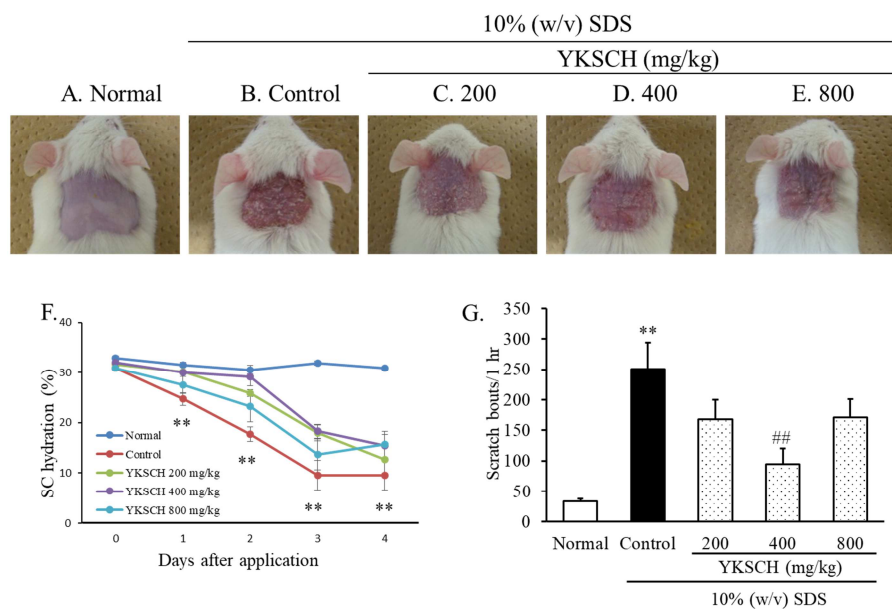 10% (w/v) SDS
YKSCH (mg/kg)
A. Normal B. Control C. 200 D. 400 E. 800
F.
40
30
20
10
0
SC hydration (%)
Normal
Control
YKSCH 200 mg/kg
YKSCH 400 mg/kg
YKSCH 800 mg/kg
** ** ** **
0 1 2 3 4
Days after application
G.
350
300
250
200
150
100
50
0
Scratch bouts/1 hr
**
##
Normal Control 200 400 800
YKSCH (mg/kg)
10% (w/v) SDS